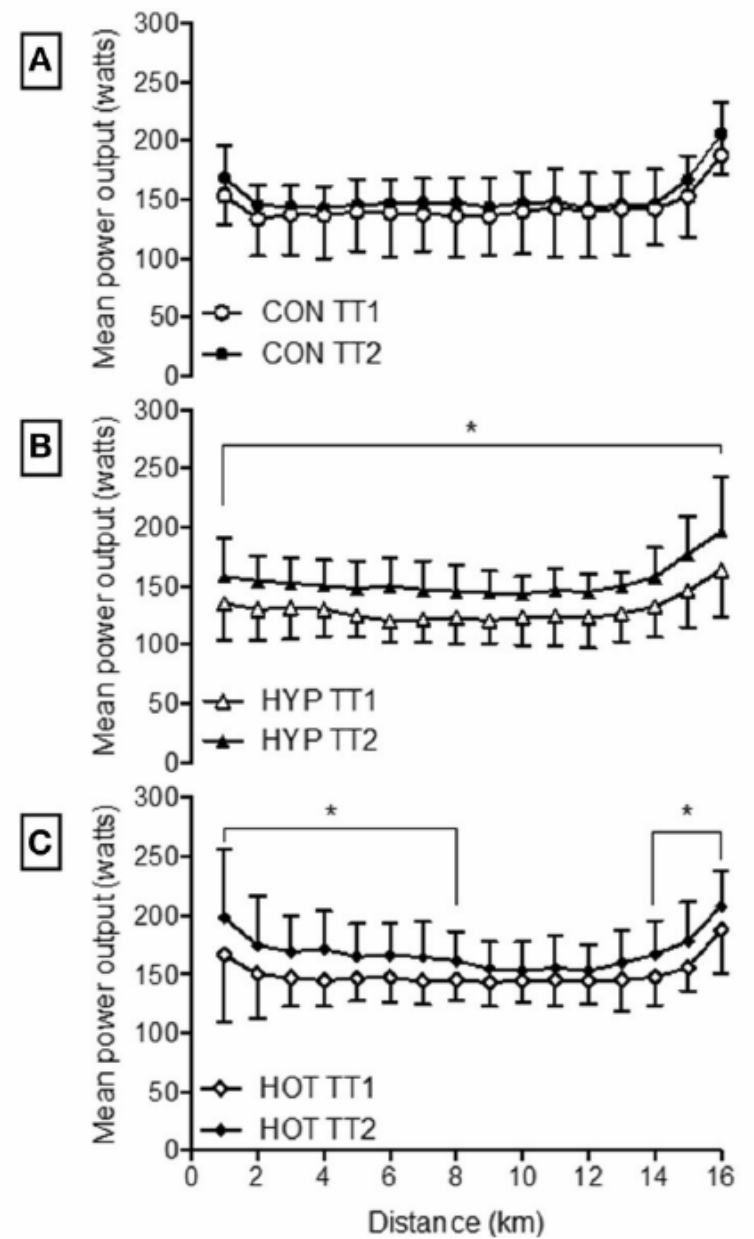 A
Mean power output (watts)
300
250
200
150
100
50
0
CON TT1
CON TT2
B
Mean power output (watts)
300
250
200
150
100
50
0
*
HYP TT1
HYP TT2
C
Mean power output (watts)
300
250
200
150
100
50
0
* *
HOT TT1
HOT TT2
0 2 4 6 8 10 12 14 16
Distance (km)